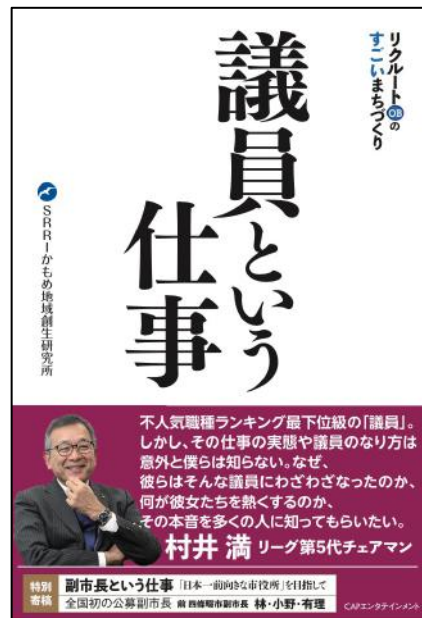 リクルートOBの
すごいまちづくり
議員という
仕事
SRRIかもめ地域創生研究所
不人気職種ランキング最下位級の「議員」。
しかし、その仕事の実態や議員のなり方は
意外と僕らは知らない。なぜ、
彼らはそんな議員にわざわざなったのか、
何が彼女たちを熱くするのか、
その本音を多くの人に知ってもらいたい。
村井 満 Jリーグ第5代チェアマン
特別
寄稿
副市長という仕事 「日本一前向きな市役所」を目指して
全国初の公募副市長 前 四條畷市副市長 林・小野・有理
CAPエンタテインメント